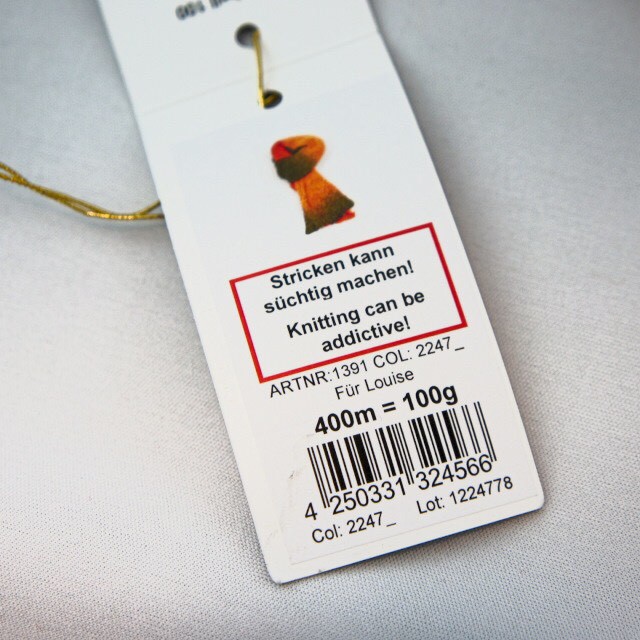 100
Stricken kann
süchtig machen!
Knitting can be
addictive!
ARTNR:1391 COL: 2247_
Für Louise
400m = 100g
4 250331 324566
Col: 2247_ Lot: 1224778